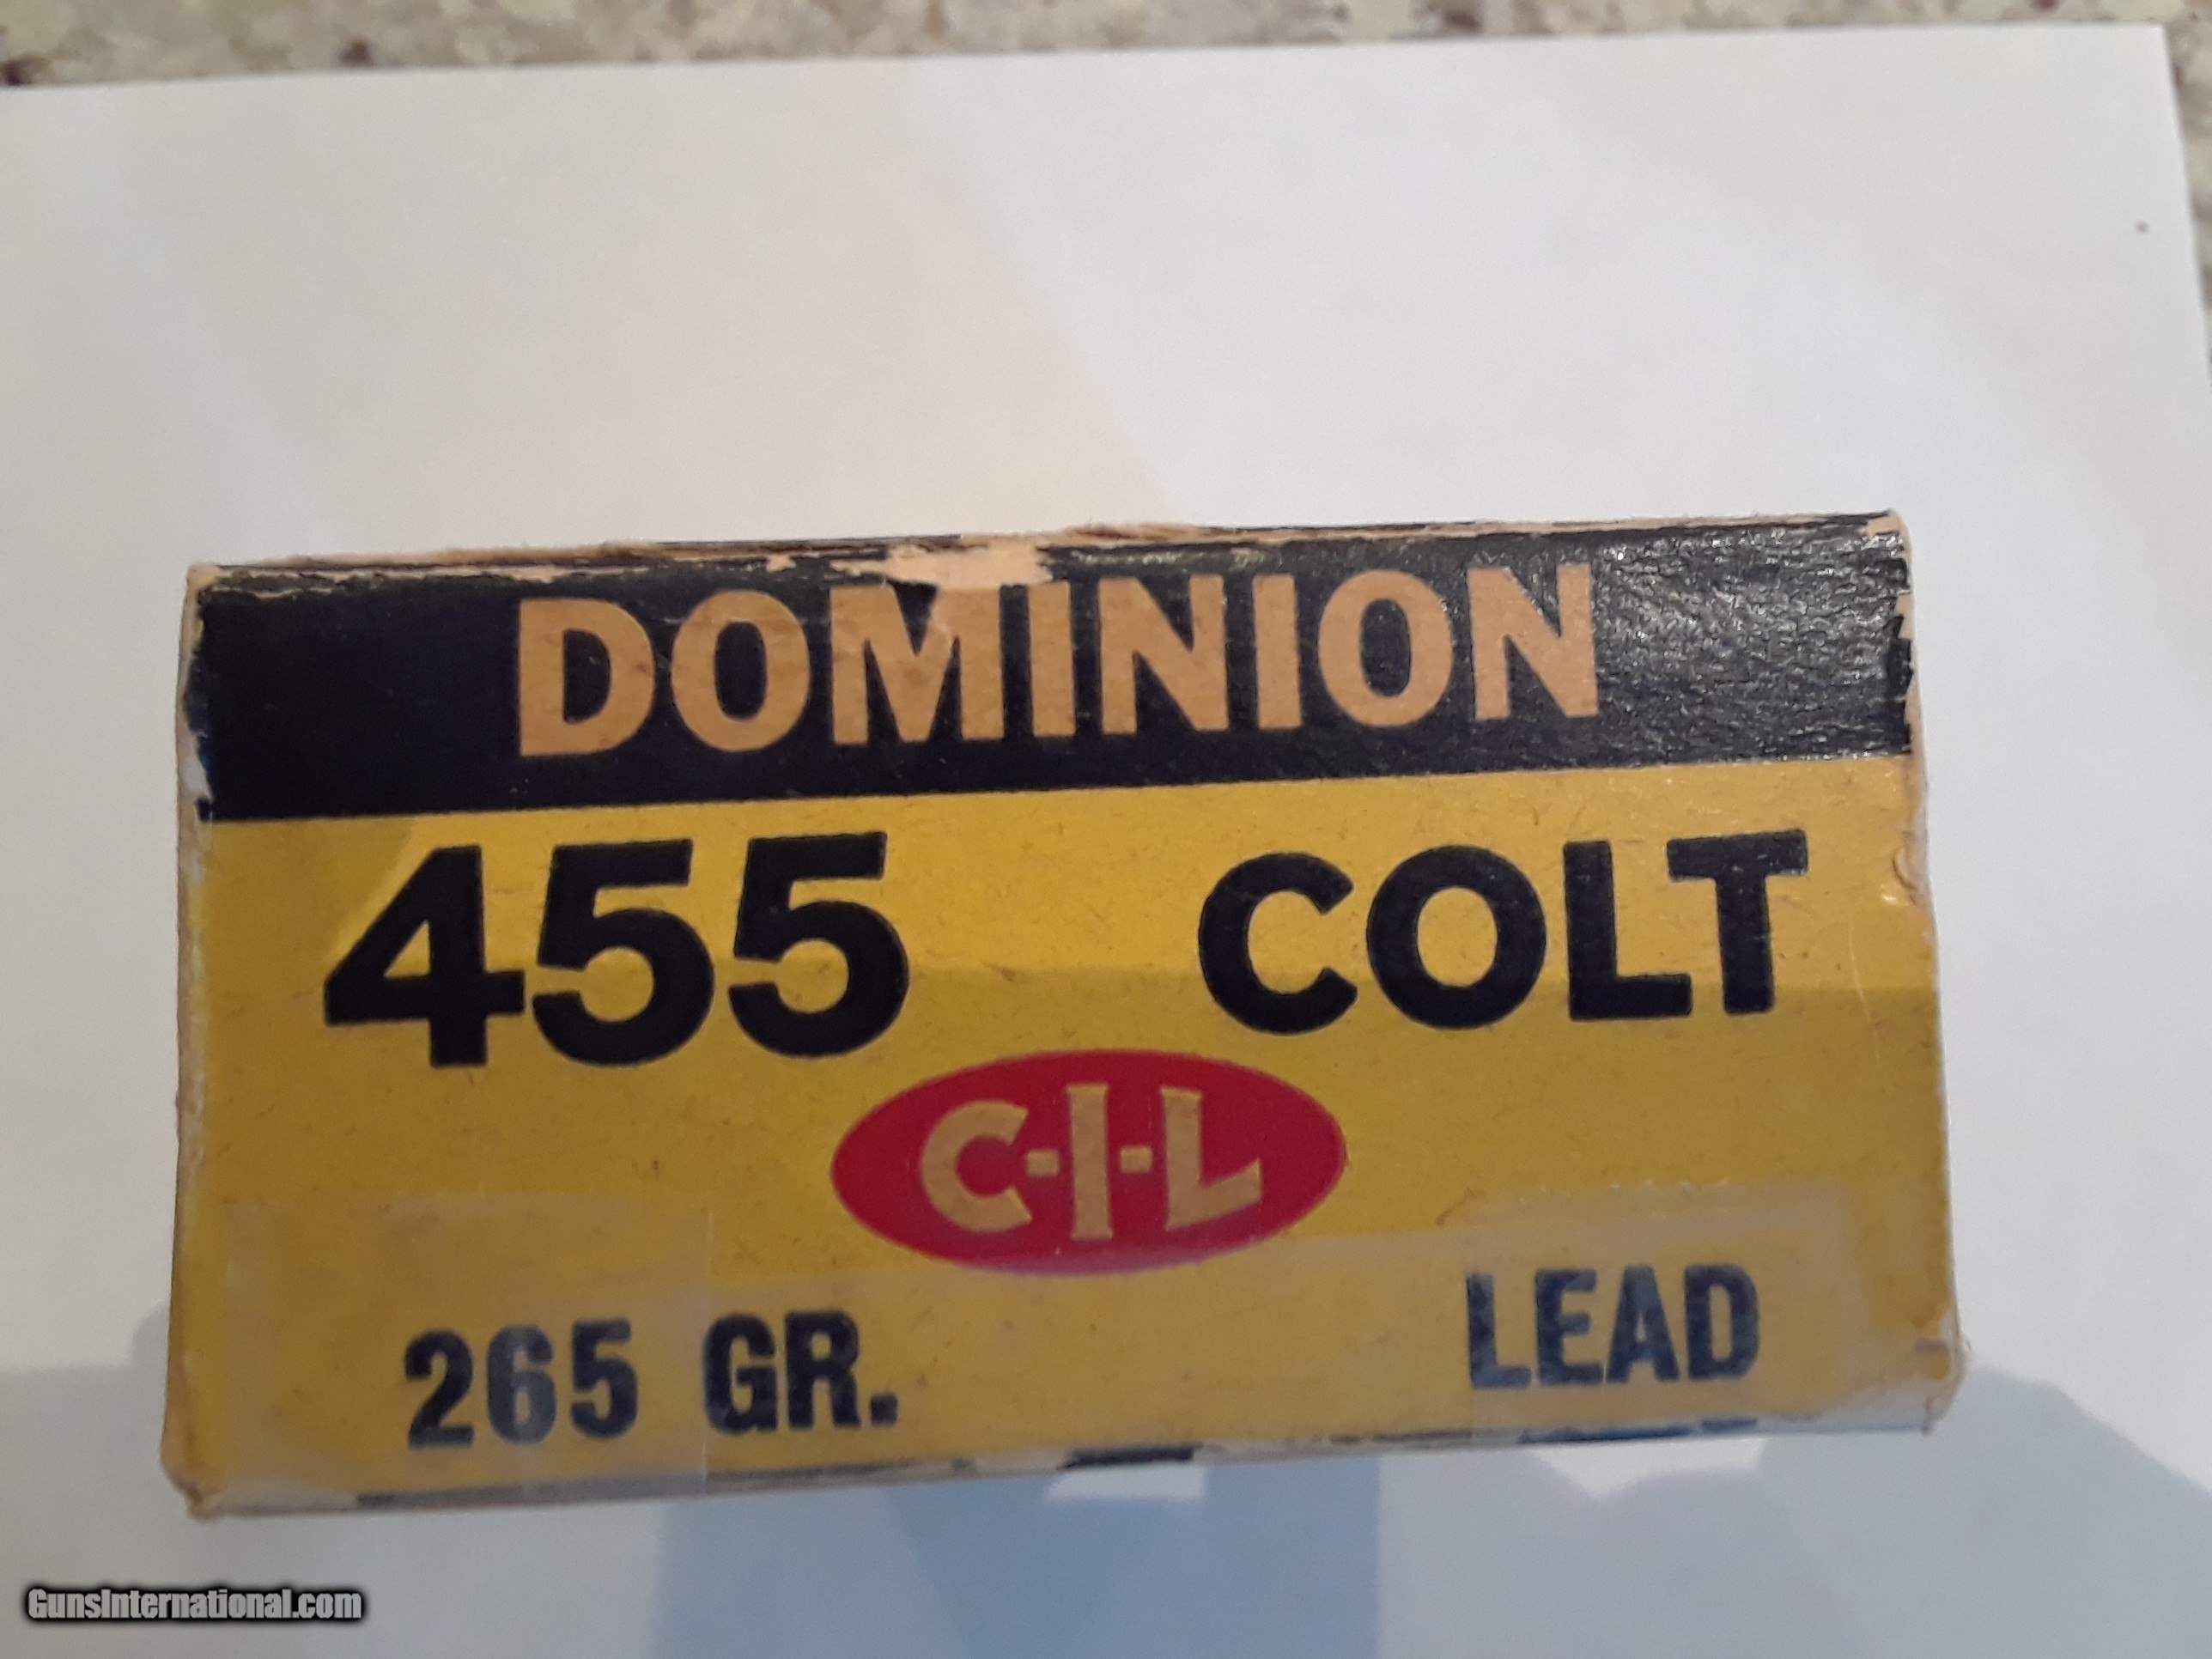 DOMINION
455 COLT
C-I-L
265 GR. LEAD
GunsInternational.com